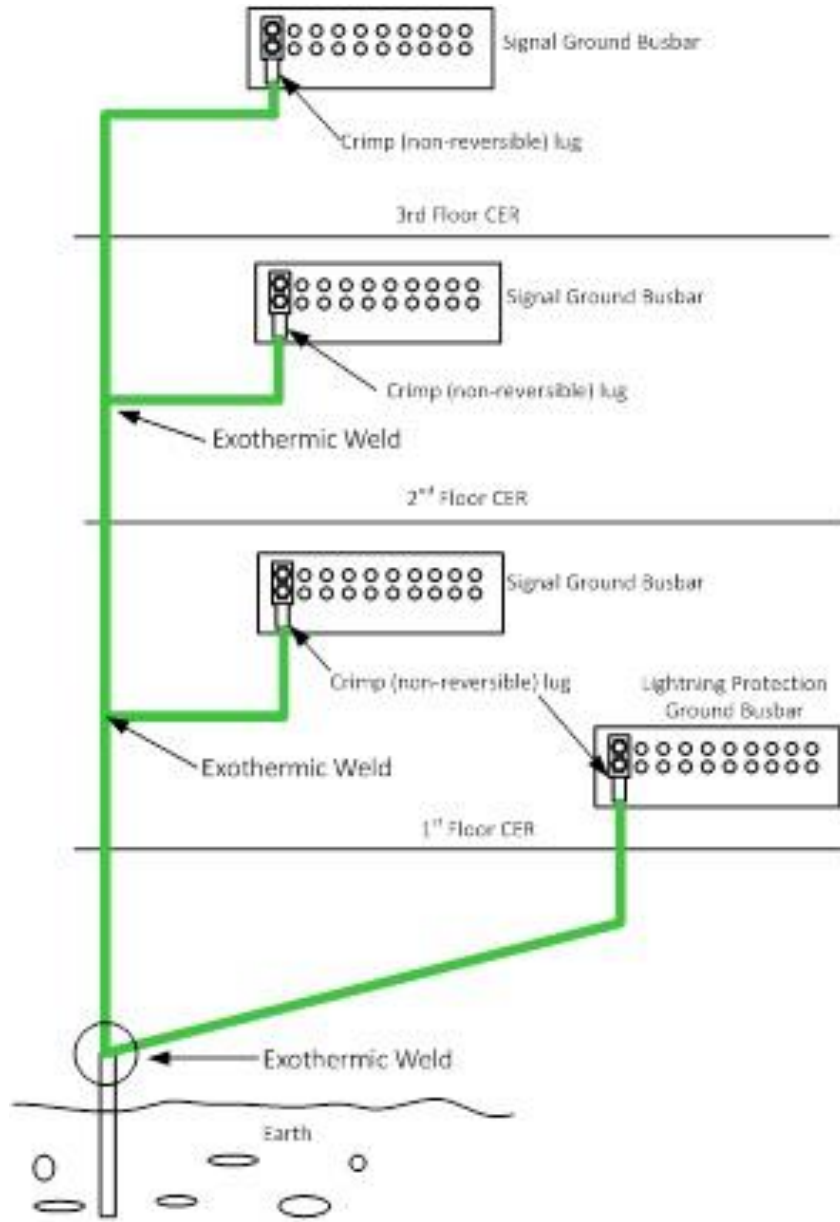 Signal Ground Busbar
Crimp (non-reversible) lug
3rd Floor CER
Signal Ground Busbar
Crimp (non-reversible) lug
Exothermic Weld
2nd Floor CER
Signal Ground Busbar
Crimp (non-reversible) lug
Lightning Protection
Ground Busbar
Exothermic Weld
1st Floor CER
Exothermic Weld
Earth